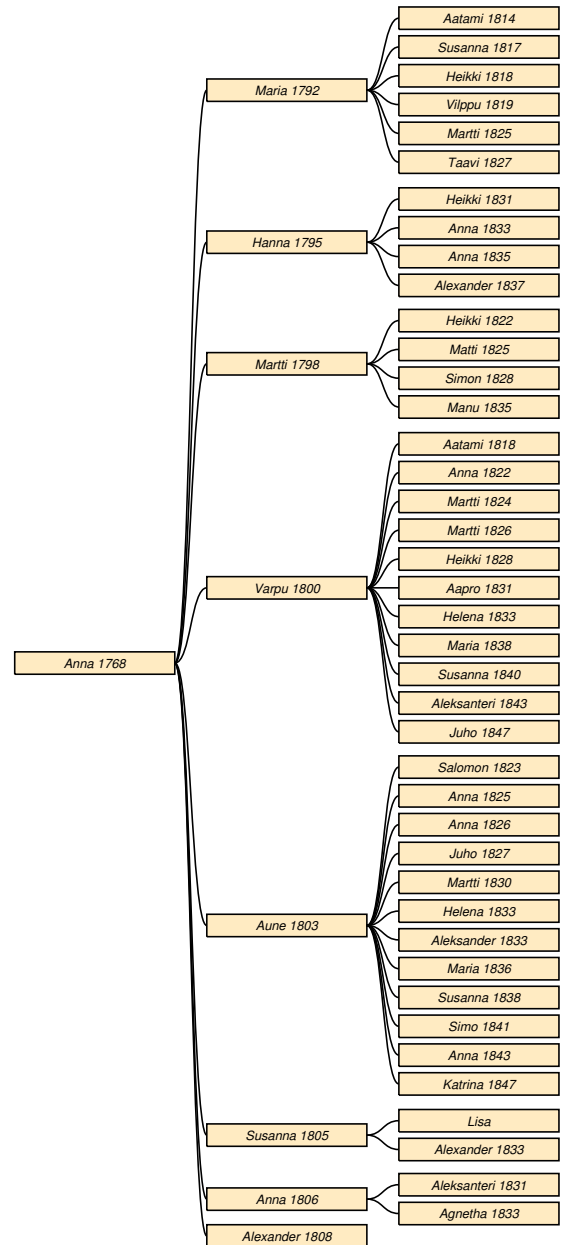 Anna 1768
Maria 1792
Aatami 1814
Susanna 1817
Heikki 1818
Vilppu 1819
Martti 1825
Taavi 1827
Hanna 1795
Heikki 1831
Anna 1833
Anna 1835
Alexander 1837
Martti 1798
Heikki 1822
Matti 1825
Simon 1828
Manu 1835
Varpu 1800
Aatami 1818
Anna 1822
Martti 1824
Martti 1826
Heikki 1828
Aapro 1831
Helena 1833
Maria 1838
Susanna 1840
Aleksanteri 1843
Juho 1847
Aune 1803
Salomon 1823
Anna 1825
Anna 1826
Juho 1827
Martti 1830
Helena 1833
Aleksander 1833
Maria 1836
Susanna 1838
Simo 1841
Anna 1843
Katrina 1847
Susanna 1805
Lisa
Alexander 1833
Anna 1806
Aleksanteri 1831
Agnetha 1833
Alexander 1808